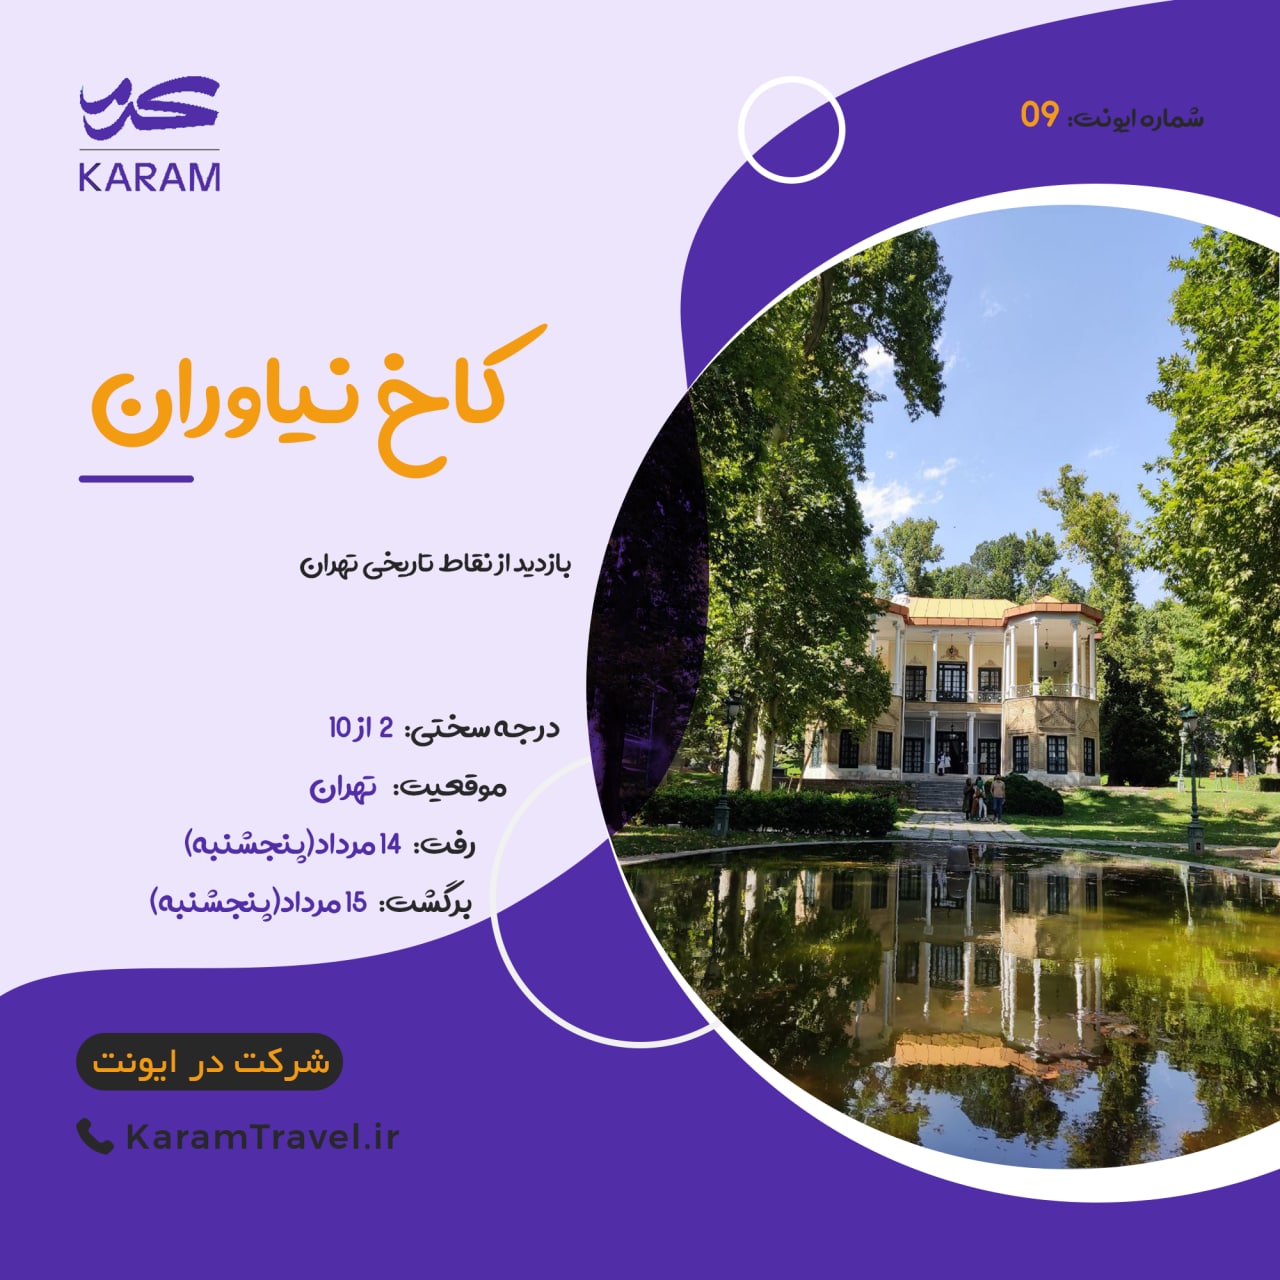 کرم
KARAM
شماره ایونت: 09
کاخ نیاوران
بازدید از نقاط تاریخی تهران
درجه سختی: 2 از 10
موقعیت: تهران
رفت: 14 مرداد(پنجشنبه)
برگشت: 15 مرداد(پنجشنبه)
شرکت در ایونت
KaramTravel.ir